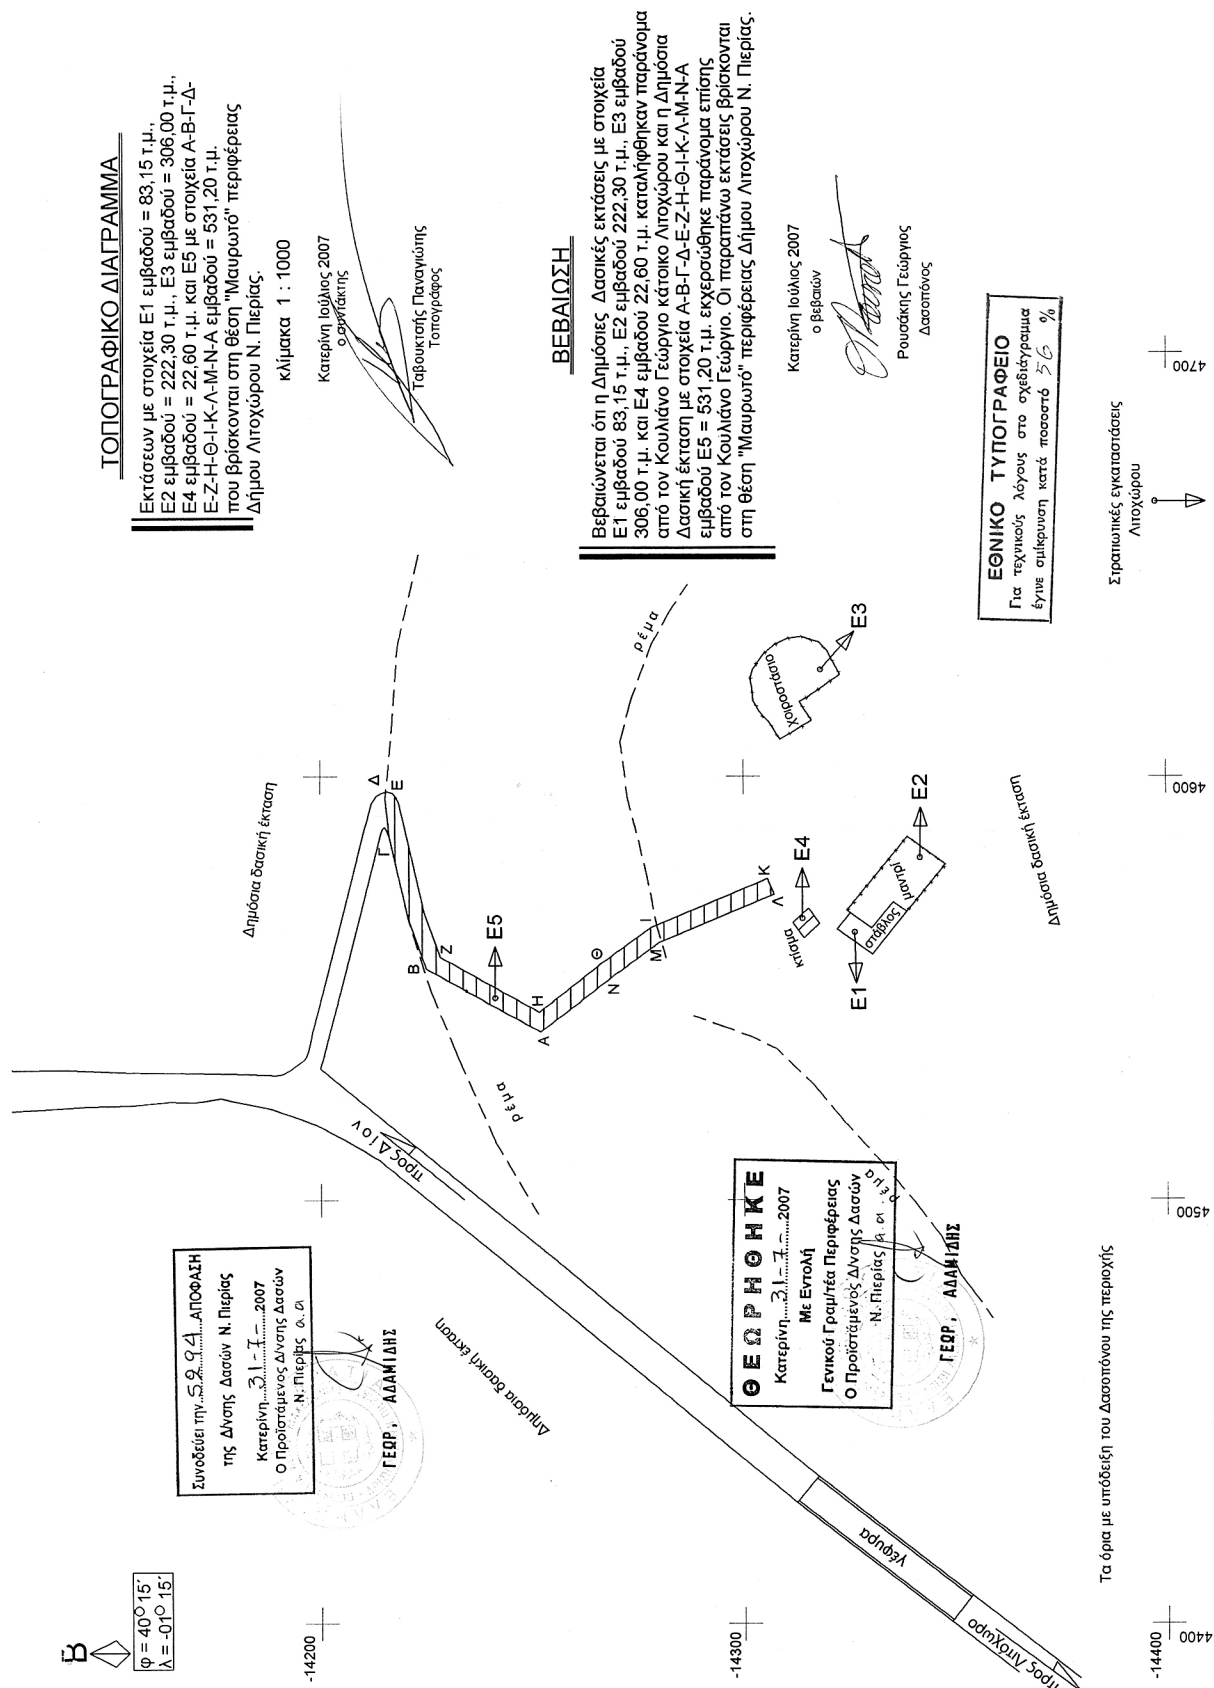 ΤΟΠΟΓΡΑΦΙΚΟ ΔΙΑΓΡΑΜΜΑ
Εκτάσεων με στοιχεία Ε1 εμβαδού = 83,15 τ.μ.,
Ε2 εμβαδού = 222,30 τ.μ., Ε3 εμβαδού = 306,00 τ.μ.,
Ε4 εμβαδού = 22,60 τ.μ. και Ε5 με στοιχεία Α-Β-Γ-Δ-
Ε-Ζ-Η-Θ-Ι-Κ-Λ-Μ-Ν-Α εμβαδού = 531,20 τ.μ.
που βρίσκονται στη θέση "Μαυρωτό" περιφέρειας
Δήμου Λιτοχώρου Ν. Πιερίας.
κλίμακα 1 : 1000
Κατερίνη Ιούλιος 2007
ο συντάκτης
Ταβουκτσής Παναγιώτης
Τοπογράφος
ΒΕΒΑΙΩΣΗ
Βεβαιώνεται ότι η Δημόσιες Δασικές εκτάσεις με στοιχεία
Ε1 εμβαδού 83,15 τ.μ., Ε2 εμβαδού 222,30 τ.μ., Ε3 εμβαδού
306,00 τ.μ. και Ε4 εμβαδού 22,60 τ.μ. καταλήφθηκαν παράνομα
από τον Κουλιάνο Γεώργιο κάτοικο Λιτοχώρου και η Δημόσια
Δασική έκταση με στοιχεία Α-Β-Γ-Δ-Ε-Ζ-Η-Θ-Ι-Κ-Λ-Μ-Ν-Α
εμβαδού Ε5 = 531,20 τ.μ. εκχερσώθηκε παράνομα επίσης
από τον Κουλιάνο Γεώργιο. Οι παραπάνω εκτάσεις βρίσκονται
στη θέση "Μαυρωτό" περιφέρειας Δήμου Λιτοχώρου Ν. Πιερίας.
Κατερίνη Ιούλιος 2007
ο βεβαιών
Ρουσάκης Γεώργιος
Δασοπόνος
ΕΘΝΙΚΟ ΤΥΠΟΓΡΑΦΕΙΟ
Για τεχνικούς λόγους στο σχεδιάγραμμα
έγινε σμίκρυνση κατά ποσοστό 56 %
Στρατιωτικές εγκαταστάσεις
Λιτοχώρου
4700
Δημόσια δασική έκταση
Δ
Ε
Γ
Β
Ζ
Ε5
Η
Α
Θ
Ν
Ι
Μ
Κ
Λ
ρέμα
Χοιροστάσιο
Ε3
κτίσμα
Ε4
Ε1
σαγβάτο
μαντρί
Ε2
Δημόσια δασική έκταση
4600
προς Δίον
ρέμα
ρέμα
4500
Συνοδεύει την 5294 ΑΠΟΦΑΣΗ
της Δ/νσης Δασών Ν. Πιερίας
Κατερίνη 31-7-2007
Ο Προϊστάμενος Δ/νσης Δασών
Ν. Πιερίας α.α
ΓΕΩΡ. ΑΔΑΜΙΔΗΣ
Δημόσια δασική έκταση
ΘΕΩΡΗΘΗΚΕ
Κατερίνη 31-7-2007
Με Εντολή
Γενικού Γραμ/τέα Περιφέρειας
Ο Προϊστάμενος Δ/νσης Δασών
Ν. Πιερίας α.α.
ΓΕΩΡ. ΑΔΑΜΙΔΗΣ
γέφυρα
προς Λιτόχωρο
Τα όρια με υπόδειξη του Δασοπόνου της περιοχής
Β
φ = 40° 15΄
λ = -01° 15΄
-14200
-14300
-14400
4400